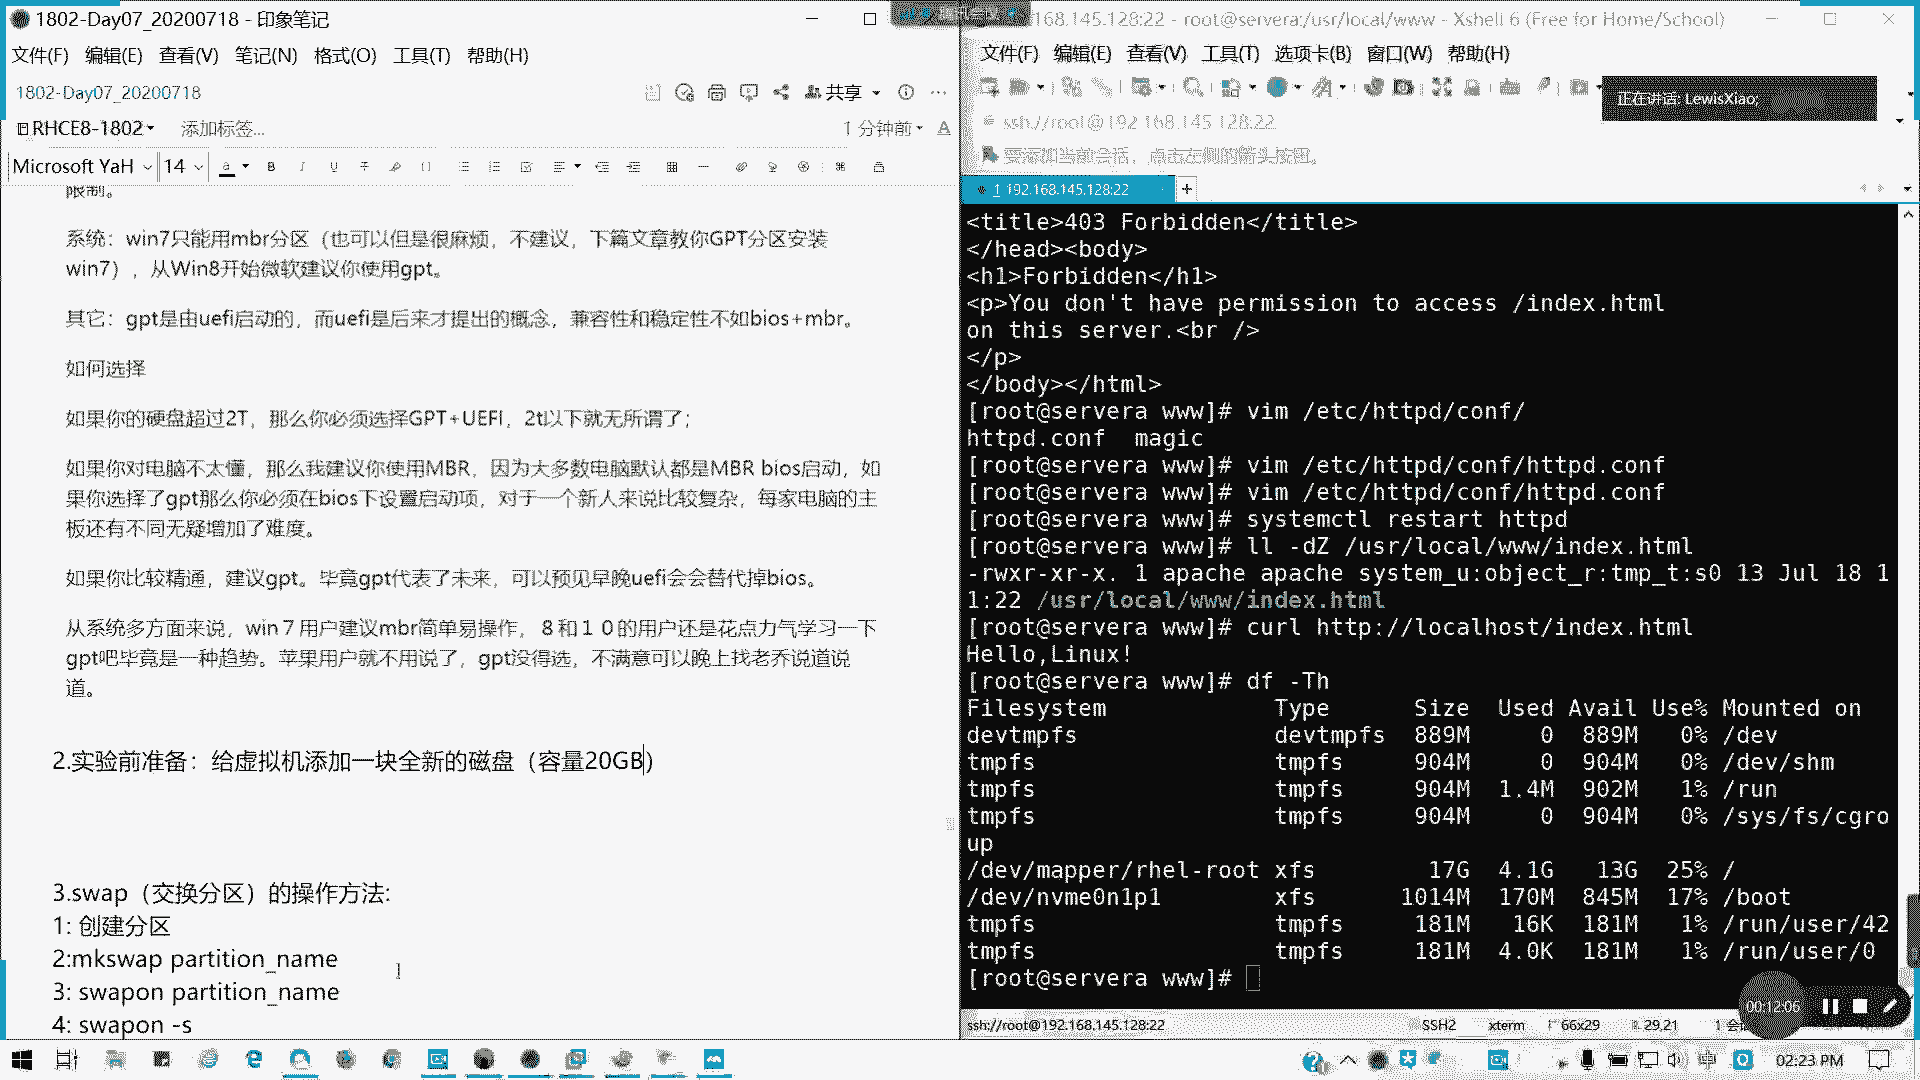 1802-Day07_20200718 - 印象笔记
文件(F) 编辑(E) 查看(V) 笔记(N) 格式(O) 工具(T) 帮助(H)
1802-Day07_20200718
共享
RHCE8-1802 添加标签...
1 分钟前
Microsoft YaH 14
限制。
系统：win7只能用mbr分区（也可以但是很麻烦，不建议，下篇文章教你GPT分区安装
win7），从Win8开始微软建议你使用gpt。
其它：gpt是由uefi启动的，而uefi是后来才提出的概念，兼容性和稳定性不如bios+mbr。
如何选择
如果你的硬盘超过2T，那么你必须选择GPT+UEFI，2t以下就无所谓了；
如果你对电脑不太懂，那么我建议你使用MBR，因为大多数电脑默认都是MBR bios启动，如
果你选择了gpt那么你必须在bios下设置启动项，对于一个新人来说比较复杂，每家电脑的主
板还有不同无疑增加了难度。
如果你比较精通，建议gpt。毕竟gpt代表了未来，可以预见早晚uefi会会替代掉bios。
从系统多方面来说，win７用户建议mbr简单易操作，８和１０的用户还是花点力气学习一下
gpt吧毕竟是一种趋势。苹果用户就不用说了，gpt没得选，不满意可以晚上找老乔说道说
道。
2.实验前准备：给虚拟机添加一块全新的磁盘（容量20GB）
3.swap（交换分区）的操作方法:
1: 创建分区
2:mkswap partition_name
3: swapon partition_name
4: swapon -s
腾讯会议
168.145.128:22 - root@servera:/usr/local/www - Xshell 6 (Free for Home/School)
文件(F) 编辑(E) 查看(V) 工具(T) 选项卡(B) 窗口(W) 帮助(H)
正在讲话: LewisXiao;
ssh://root@192.168.145.128:22
要添加当前会话，点击左侧的箭头按钮。
1 192.168.145.128:22
<title>403 Forbidden</title>
</head><body>
<h1>Forbidden</h1>
<p>You don't have permission to access /index.html
on this server.<br />
</p>
</body></html>
[root@servera www]# vim /etc/httpd/conf/
httpd.conf  magic
[root@servera www]# vim /etc/httpd/conf/httpd.conf
[root@servera www]# vim /etc/httpd/conf/httpd.conf
[root@servera www]# systemctl restart httpd
[root@servera www]# ll -dZ /usr/local/www/index.html
-rwxr-xr-x. 1 apache apache system_u:object_r:tmp_t:s0 13 Jul 18 1
1:22 /usr/local/www/index.html
[root@servera www]# curl http://localhost/index.html
Hello,Linux!
[root@servera www]# df -Th
Filesystem Type Size Used Avail Use% Mounted on
devtmpfs devtmpfs 889M 0 889M 0% /dev
tmpfs tmpfs 904M 0 904M 0% /dev/shm
tmpfs tmpfs 904M 1.4M 902M 1% /run
tmpfs tmpfs 904M 0 904M 0% /sys/fs/cgro
up
/dev/mapper/rhel-root xfs 17G 4.1G 13G 25% /
/dev/nvme0n1p1 xfs 1014M 170M 845M 17% /boot
tmpfs tmpfs 181M 16K 181M 1% /run/user/42
tmpfs tmpfs 181M 4.0K 181M 1% /run/user/0
[root@servera www]#
00:12:06
ssh://root@192.168.145.128:22 SSH2 xterm 66x29 29,21
中 02:23 PM